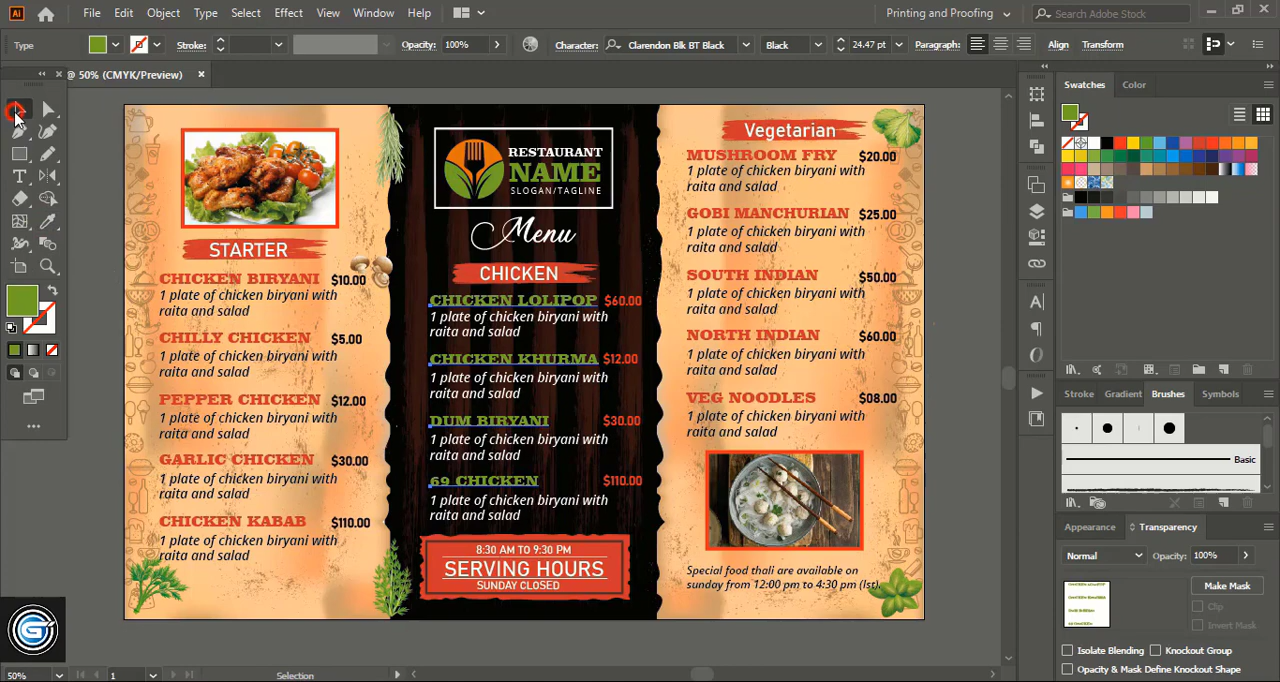 Ai
File
Edit
Object
Type
Select
Effect
View
Window
Help
Printing and Proofing
Search Adobe Stock
Type
Stroke:
Opacity:
100%
Character:
Clarendon Blk BT Black
Black
24.47 pt
Paragraph:
Align
Transform
@ 50% (CMYK/Preview)
RESTAURANT
NAME
SLOGAN/TAGLINE
Menu
STARTER
CHICKEN BIRYANI $10.00
1 plate of chicken biryani with
raita and salad
CHILLY CHICKEN $5.00
1 plate of chicken biryani with
raita and salad
PEPPER CHICKEN $12.00
1 plate of chicken biryani with
raita and salad
GARLIC CHICKEN $30.00
1 plate of chicken biryani with
raita and salad
CHICKEN KABAB $110.00
1 plate of chicken biryani with
raita and salad
CHICKEN
CHICKEN LOLIPOP $60.00
1 plate of chicken biryani with
raita and salad
CHICKEN KHURMA $12.00
1 plate of chicken biryani with
raita and salad
DUM BIRYANI $30.00
1 plate of chicken biryani with
raita and salad
69 CHICKEN $110.00
1 plate of chicken biryani with
raita and salad
8:30 AM TO 9:30 PM
SERVING HOURS
SUNDAY CLOSED
Vegetarian
MUSHROOM FRY $20.00
1 plate of chicken biryani with
raita and salad
GOBI MANCHURIAN $25.00
1 plate of chicken biryani with
raita and salad
SOUTH INDIAN $50.00
1 plate of chicken biryani with
raita and salad
NORTH INDIAN $60.00
1 plate of chicken biryani with
raita and salad
VEG NOODLES $08.00
1 plate of chicken biryani with
raita and salad
Special food thali are available on
sunday from 12:00 pm to 4:30 pm (Ist).
Swatches
Color
Stroke
Gradient
Brushes
Symbols
Basic
Appearance
Transparency
Normal
Opacity:
100%
Make Mask
Clip
Invert Mask
Isolate Blending
Knockout Group
Opacity & Mask Define Knockout Shape
50%
1
Selection